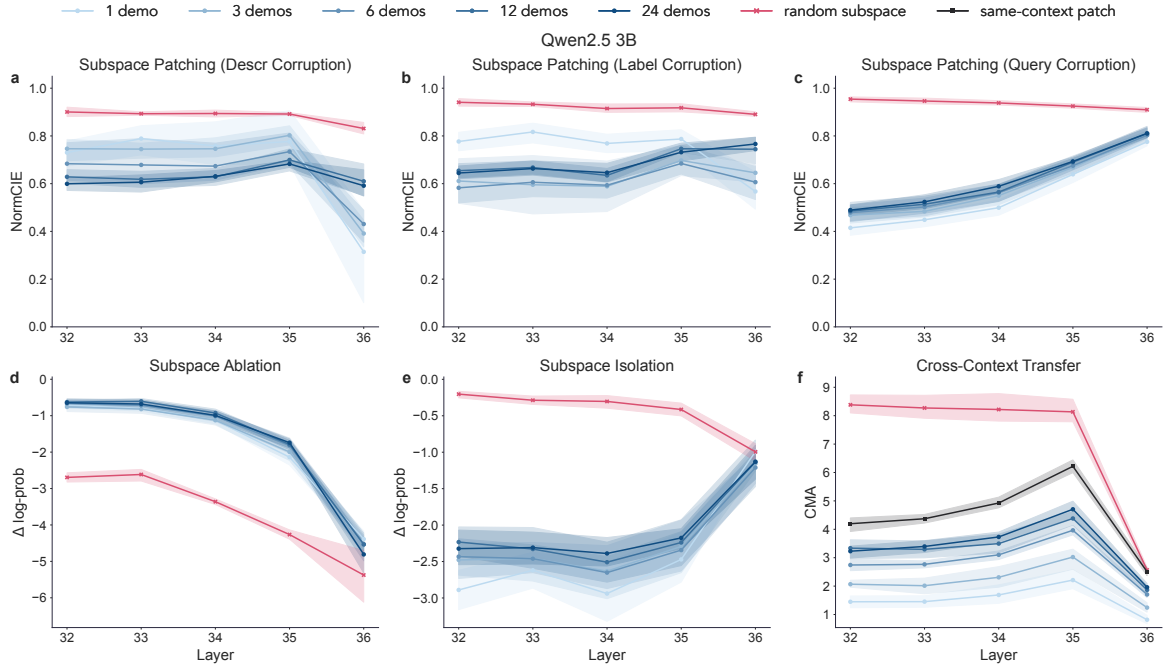 1 demo 3 demos 6 demos 12 demos 24 demos random subspace same-context patch
Qwen2.5 3B
a Subspace Patching (Descr Corruption)
NormCIE
1.0
0.8
0.6
0.4
0.2
0.0
32 33 34 35 36
b Subspace Patching (Label Corruption)
NormCIE
1.0
0.8
0.6
0.4
0.2
0.0
32 33 34 35 36
c Subspace Patching (Query Corruption)
NormCIE
1.0
0.8
0.6
0.4
0.2
0.0
32 33 34 35 36
d Subspace Ablation
Δ log-prob
0
−1
−2
−3
−4
−5
−6
32 33 34 35 36
Layer
e Subspace Isolation
Δ log-prob
0.0
−0.5
−1.0
−1.5
−2.0
−2.5
−3.0
32 33 34 35 36
Layer
f Cross-Context Transfer
CMA
9
8
7
6
5
4
3
2
1
32 33 34 35 36
Layer